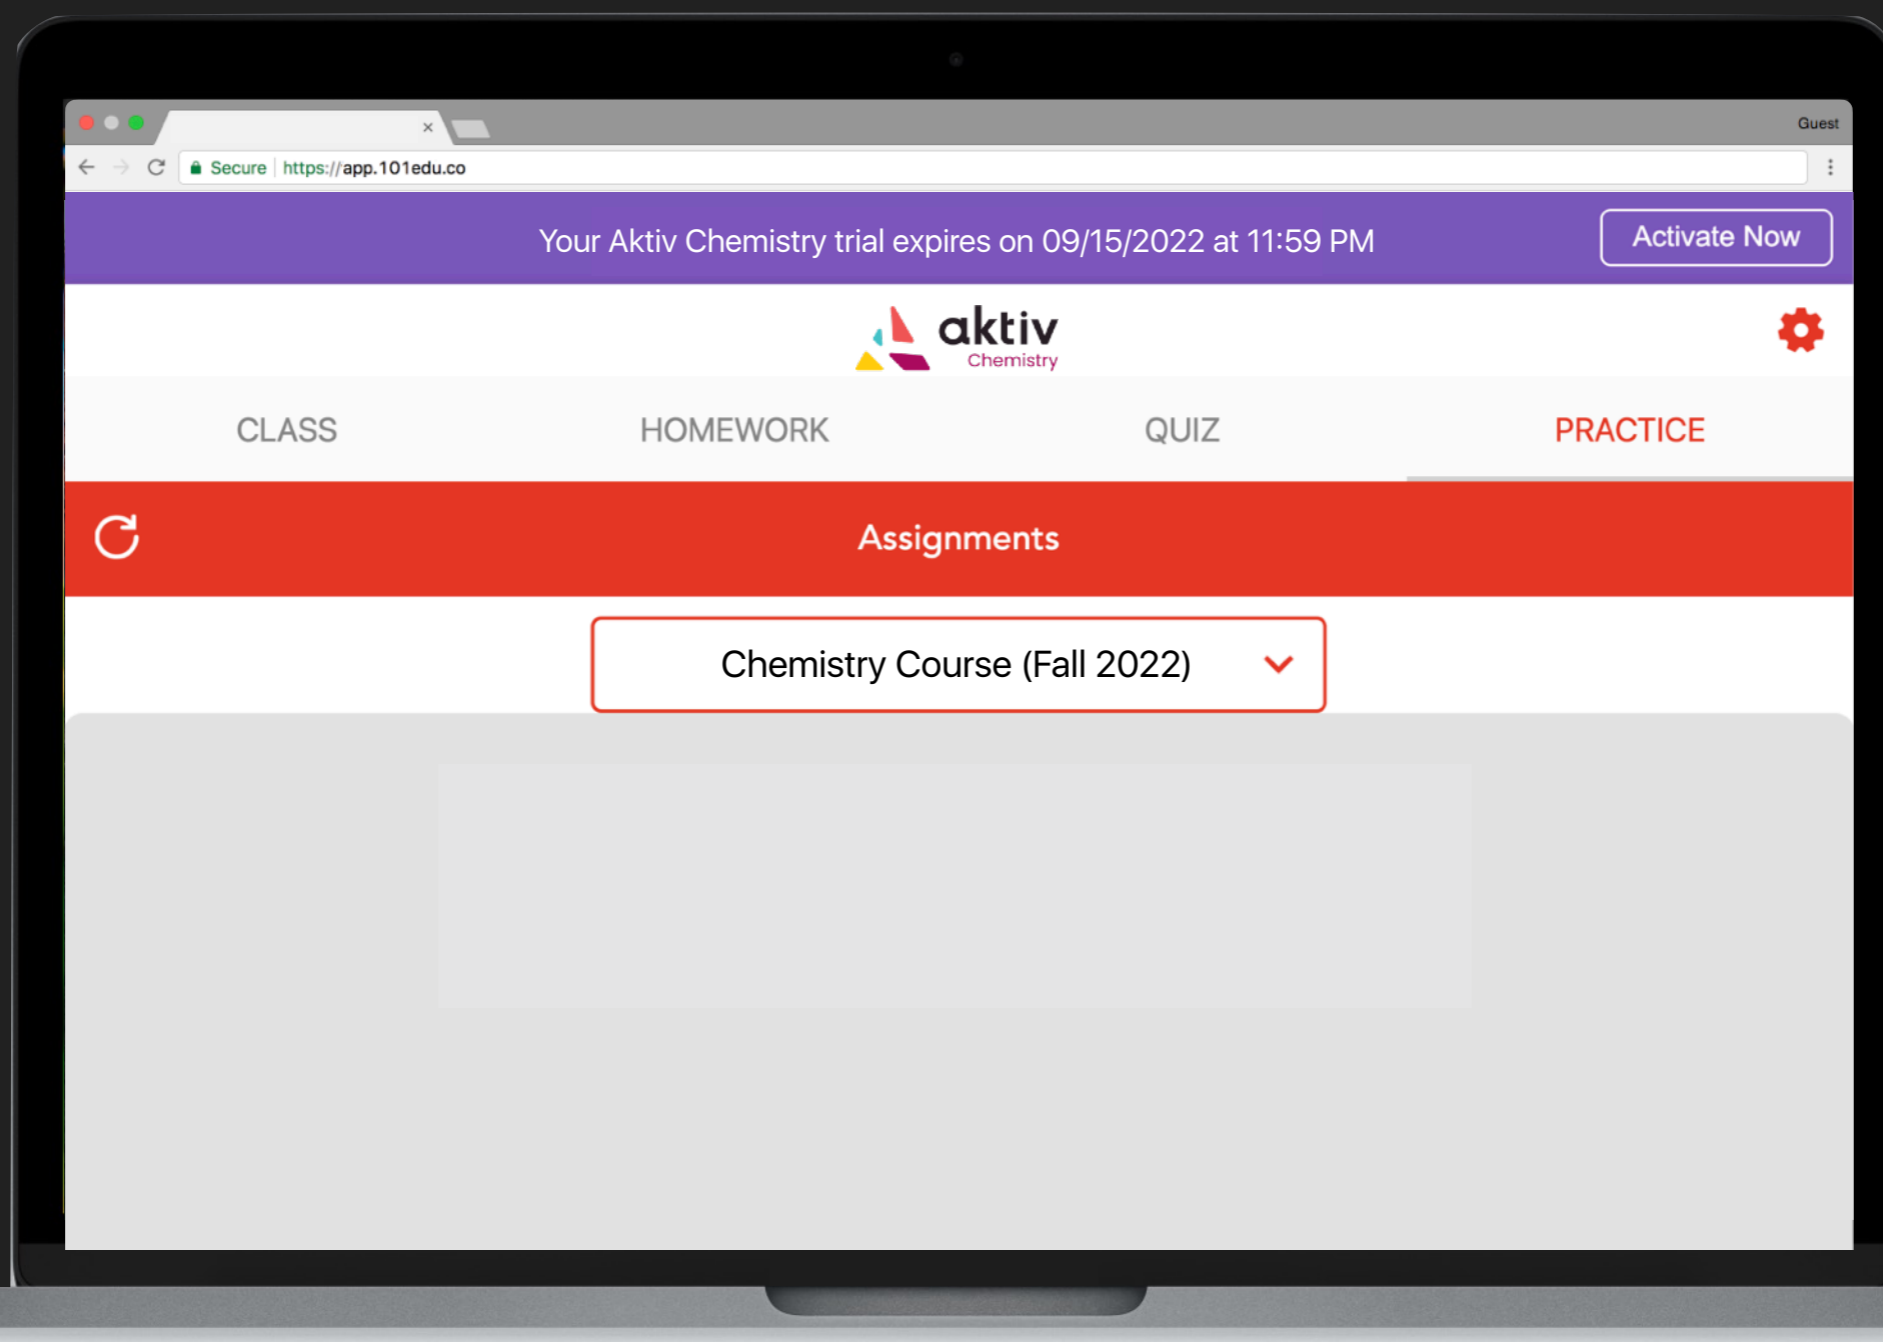 Guest
Secure https://app.101edu.co
Your Aktiv Chemistry trial expires on 09/15/2022 at 11:59 PM
Activate Now
aktiv
Chemistry
CLASS HOMEWORK QUIZ PRACTICE
Assignments
Chemistry Course (Fall 2022)